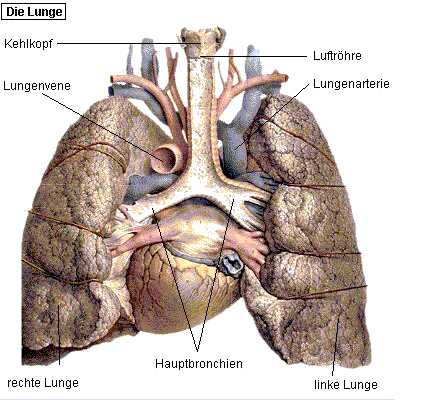 Die Lunge
Kehlkopf
Luftröhre
Lungenvene
Lungenarterie
Hauptbronchien
rechte Lunge
linke Lunge